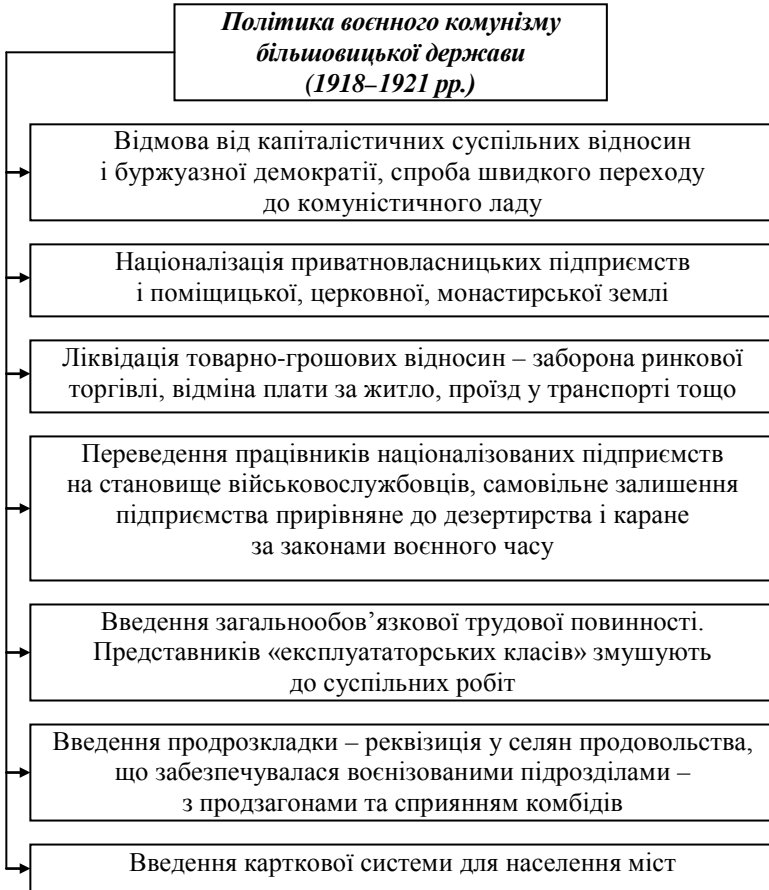 Політика воєнного комунізму
більшовицької держави
(1918–1921 рр.)
Відмова від капіталістичних суспільних відносин
і буржуазної демократії, спроба швидкого переходу
до комуністичного ладу
Націоналізація приватновласницьких підприємств
і поміщицької, церковної, монастирської землі
Ліквідація товарно-грошових відносин – заборона ринкової
торгівлі, відміна плати за житло, проїзд у транспорті тощо
Переведення працівників націоналізованих підприємств
на становище військовослужбовців, самовільне залишення
підприємства прирівняне до дезертирства і каране
за законами воєнного часу
Введення загальнообов’язкової трудової повинності.
Представників «експлуататорських класів» змушують
до суспільних робіт
Введення продрозкладки – реквізиція у селян продовольства,
що забезпечувалася воєнізованими підрозділами –
з продзагонами та сприянням комбідів
Введення карткової системи для населення міст